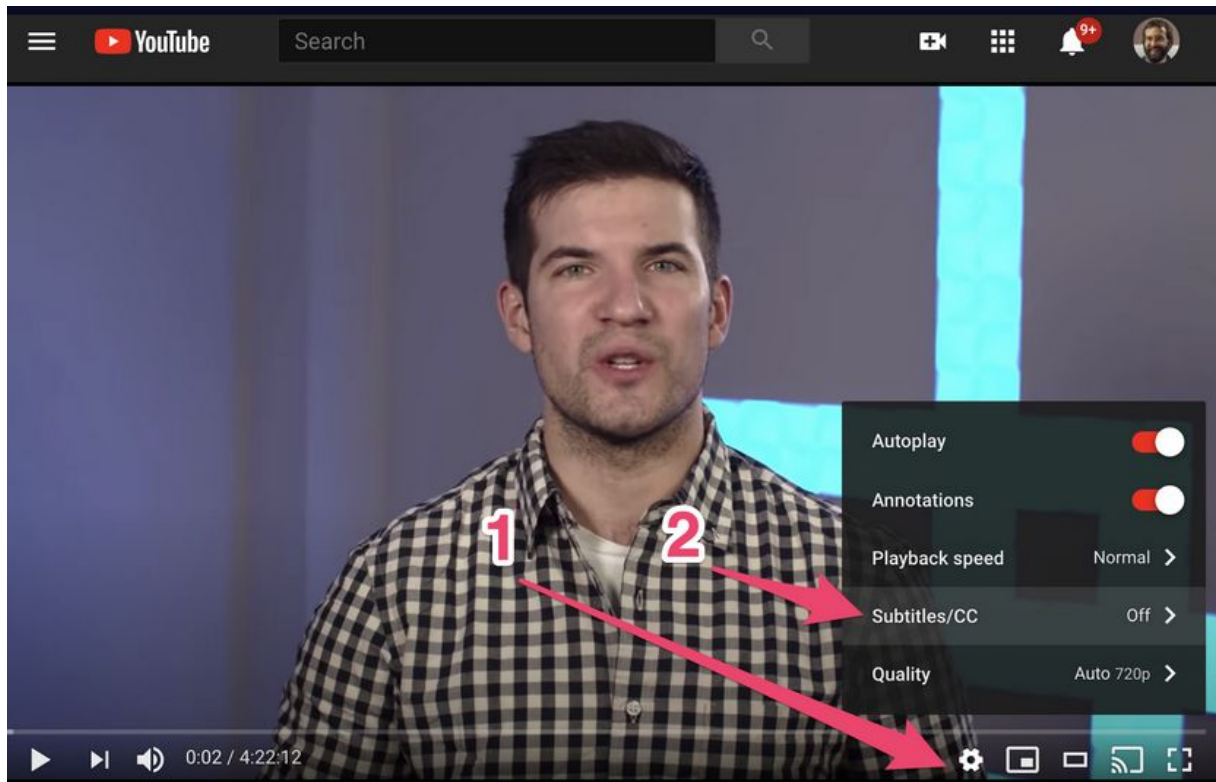 YouTube Search 9+
Autoplay
Annotations
1 2
Playback speed Normal
Subtitles/CC Off
Quality Auto 720p
0:02 / 4:22:12